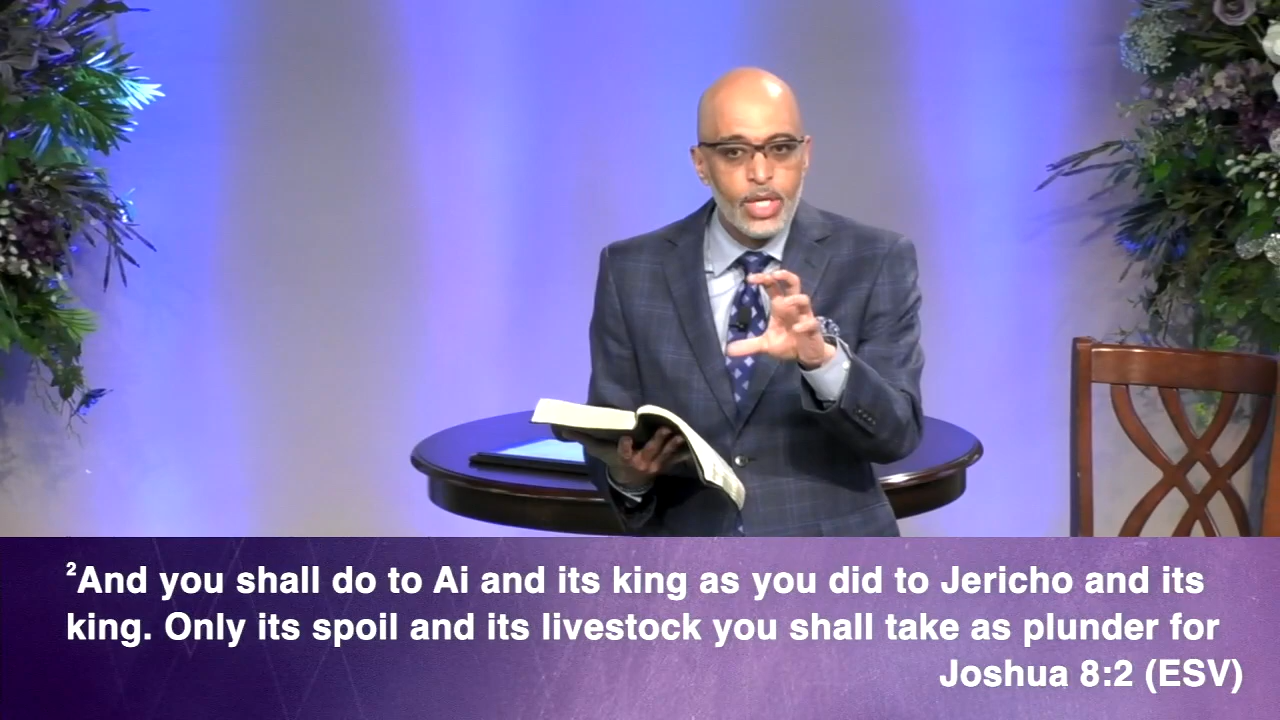 ²And you shall do to Ai and its king as you did to Jericho and its
king. Only its spoil and its livestock you shall take as plunder for
Joshua 8:2 (ESV)